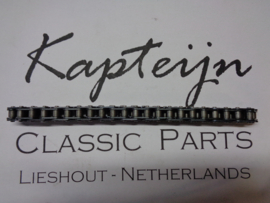 Kapteijn
CLASSIC PARTS
LIESHOUT - NETHERLANDS